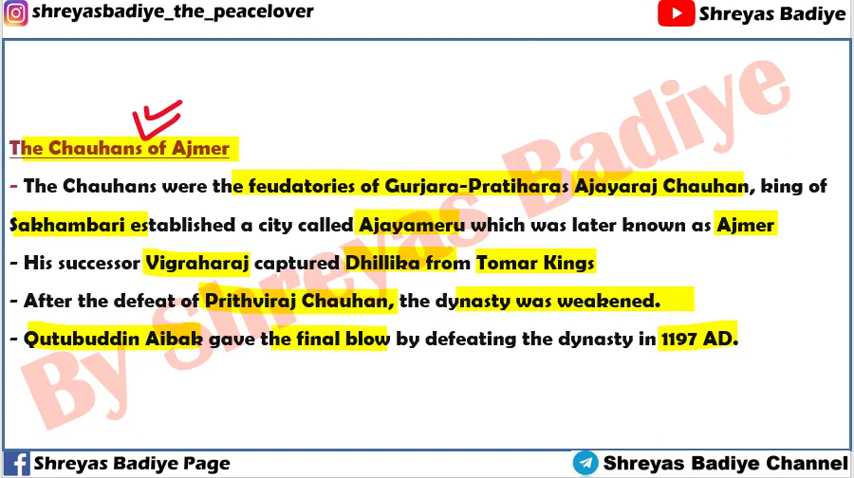 shreyasbadiye_the_peacelover
Shreyas Badiye
The Chauhans of Ajmer
- The Chauhans were the feudatories of Gurjara-Pratiharas Ajayaraj Chauhan, king of
Sakhambari established a city called Ajayameru which was later known as Ajmer
- His successor Vigraharaj captured Dhillika from Tomar Kings
- After the defeat of Prithviraj Chauhan, the dynasty was weakened.
- Qutubuddin Aibak gave the final blow by defeating the dynasty in 1197 AD.
By Shreyas Badiye
Shreyas Badiye Page
Shreyas Badiye Channel